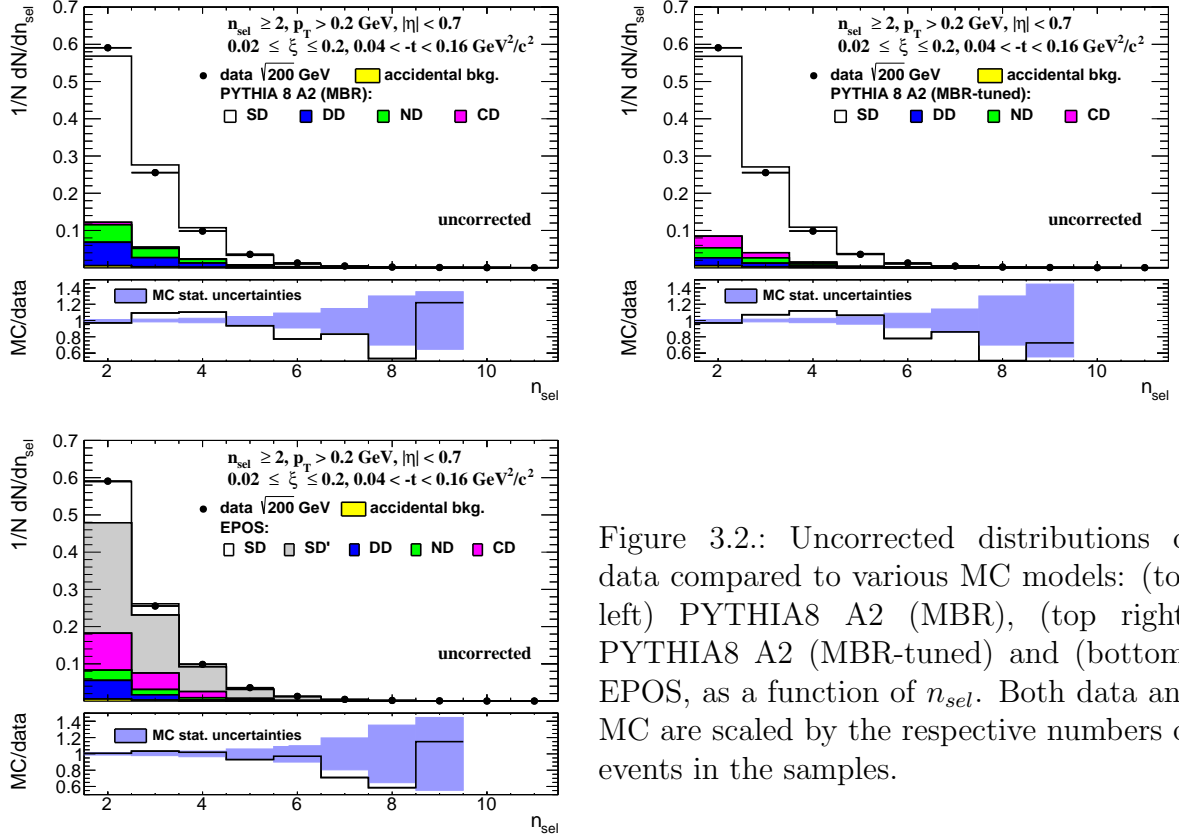 1/N dN/dn_sel
0.7
0.6
0.5
0.4
0.3
0.2
0.1
n_sel ≥ 2, p_T > 0.2 GeV, |η| < 0.7
0.02 ≤ ξ ≤ 0.2, 0.04 < -t < 0.16 GeV²/c²
data √200 GeV accidental bkg.
PYTHIA 8 A2 (MBR):
SD DD ND CD
uncorrected
MC/data
1.4
1.2
1
0.8
0.6
MC stat. uncertainties
2 4 6 8 10
n_sel
1/N dN/dn_sel
0.7
0.6
0.5
0.4
0.3
0.2
0.1
n_sel ≥ 2, p_T > 0.2 GeV, |η| < 0.7
0.02 ≤ ξ ≤ 0.2, 0.04 < -t < 0.16 GeV²/c²
data √200 GeV accidental bkg.
PYTHIA 8 A2 (MBR-tuned):
SD DD ND CD
uncorrected
MC/data
1.4
1.2
1
0.8
0.6
MC stat. uncertainties
2 4 6 8 10
n_sel
1/N dN/dn_sel
0.7
0.6
0.5
0.4
0.3
0.2
0.1
n_sel ≥ 2, p_T > 0.2 GeV, |η| < 0.7
0.02 ≤ ξ ≤ 0.2, 0.04 < -t < 0.16 GeV²/c²
data √200 GeV accidental bkg.
EPOS:
SD SD' DD ND CD
uncorrected
MC/data
1.4
1.2
1
0.8
0.6
MC stat. uncertainties
2 4 6 8 10
n_sel
Figure 3.2.: Uncorrected distributions
data compared to various MC models:
left) PYTHIA8 A2 (MBR), (top right
PYTHIA8 A2 (MBR-tuned) and (bottom
EPOS, as a function of n_sel. Both data
MC are scaled by the respective numbers
events in the samples.